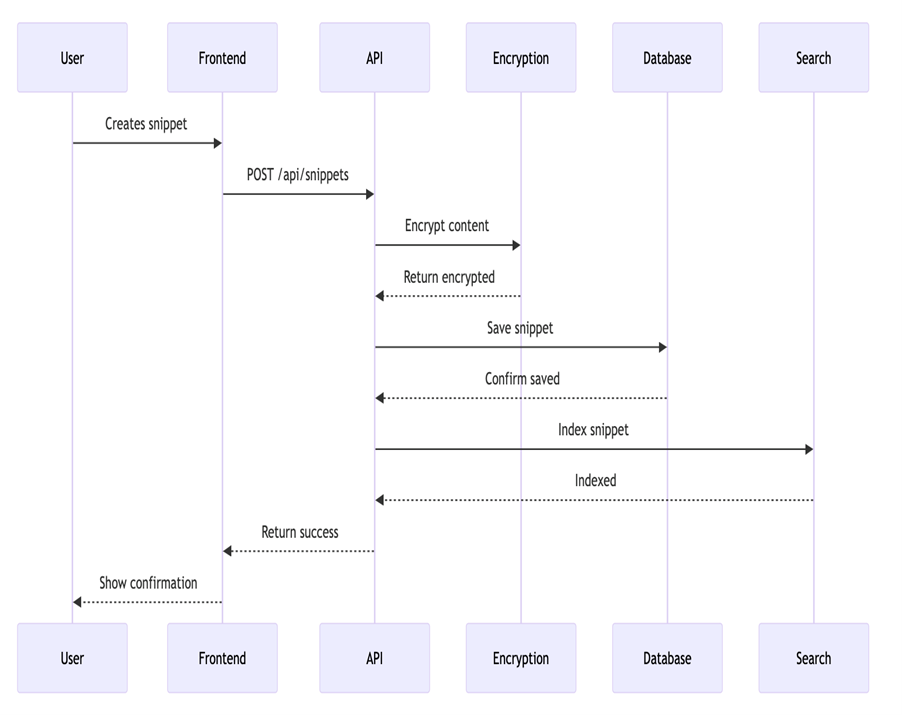 User
Frontend
API
Encryption
Database
Search
Creates snippet
POST /api/snippets
Encrypt content
Return encrypted
Save snippet
Confirm saved
Index snippet
Indexed
Return success
Show confirmation
User
Frontend
API
Encryption
Database
Search